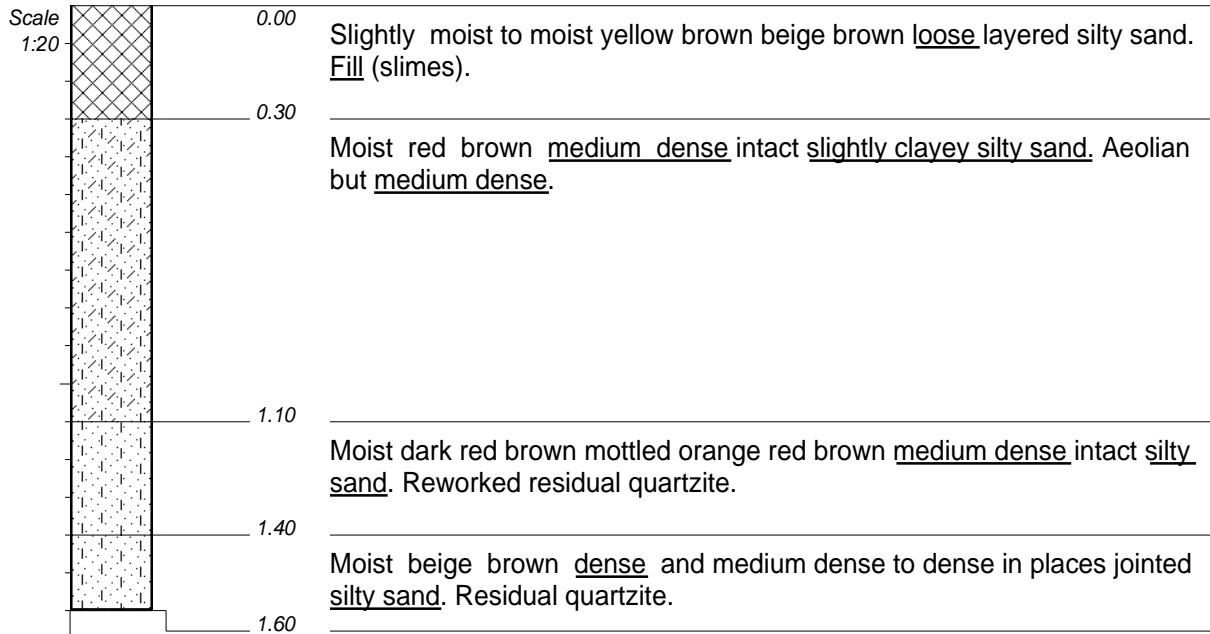 Scale
1:20
0.00
Slightly moist to moist yellow brown beige brown loose layered silty sand.
Fill (slimes).
0.30
Moist red brown medium dense intact slightly clayey silty sand. Aeolian
but medium dense.
1.10
Moist dark red brown mottled orange red brown medium dense intact silty
sand. Reworked residual quartzite.
1.40
Moist beige brown dense and medium dense to dense in places jointed
silty sand. Residual quartzite.
1.60